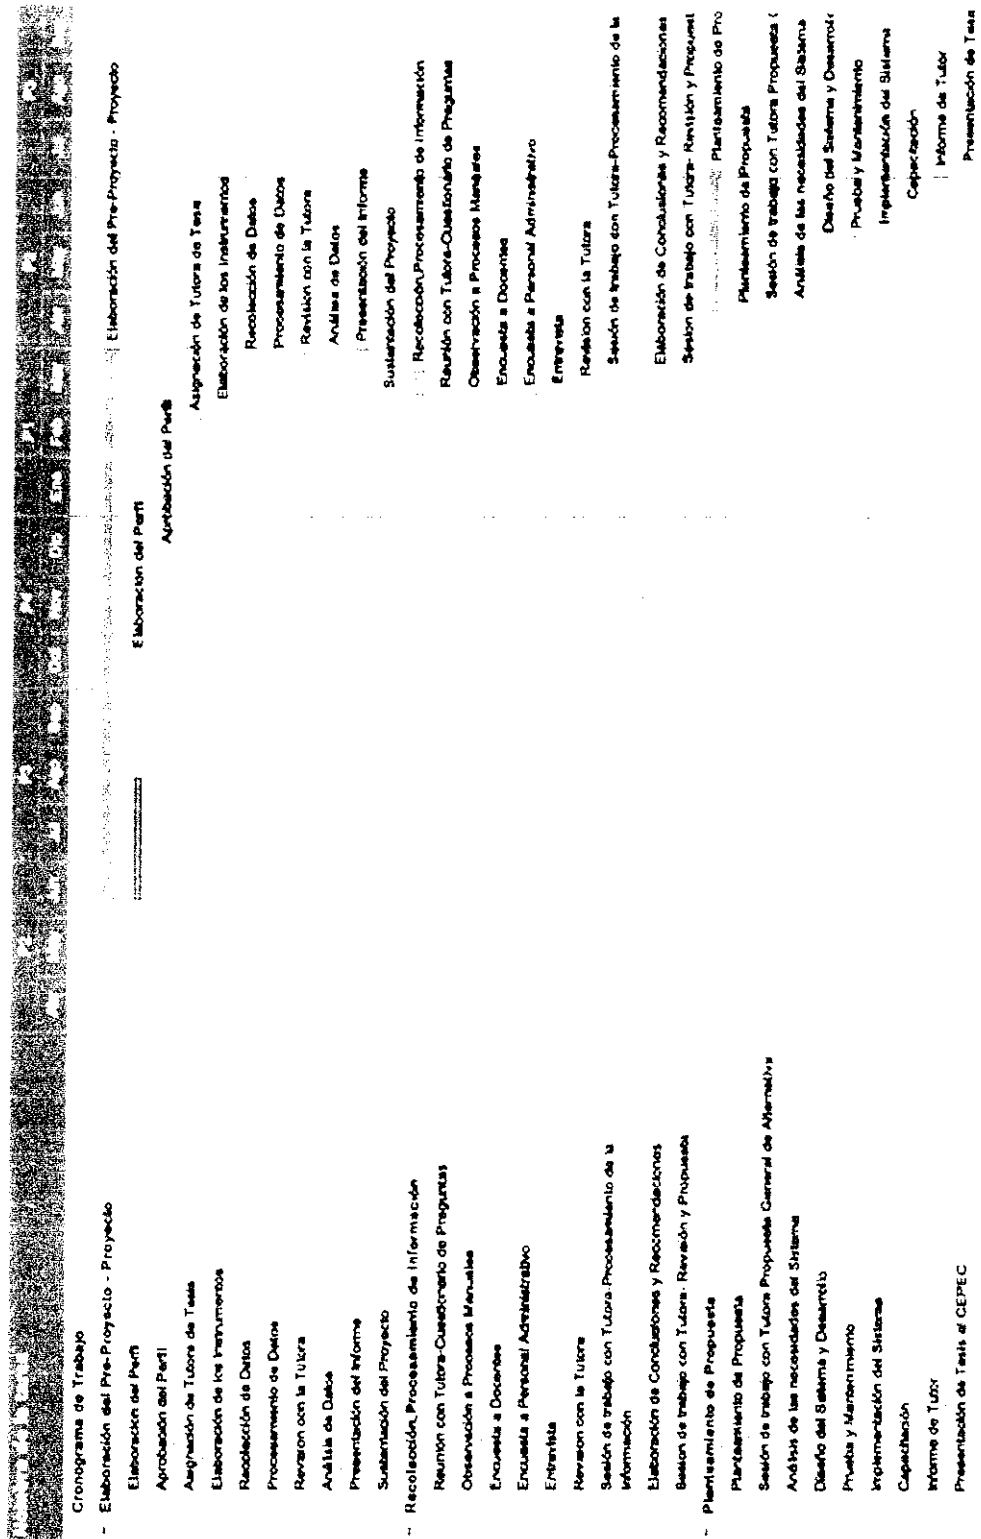 Cronograma de Trabajo
- Elaboración del Pre-Proyecto - Proyecto
Elaboración del Perfil
Aprobación del Perfil
Asignación de Tutora de Tesis
Elaboración de los Instrumentos
Recolección de Datos
Procesamiento de Datos
Revision con la Tutora
Análisis de Datos
Presentación del Informe
Sustentación del Proyecto
- Recolección, Procesamiento de Información
Reunión con Tutora-Cuestionario de Preguntas
Observación a Procesos Manuales
Encuesta a Docentes
Encuesta a Personal Administrativo
Entrevista
Revision con la Tutora
Sesión de trabajo con Tutora-Procesamiento de la
Información
Elaboración de Conclusiones y Recomendaciones
Sesion de trabajo con Tutora- Revisión y Propuesta
- Planteamiento de Propuesta
Planteamiento de Propuesta
Sesión de trabajo con Tutora Propuesta General de Alternativa
Análisis de las necesidades del Sistema
Diseño del Sistema y Desarrollo
Prueba y Mantenimiento
Implementación del Sistema
Capacitación
Informe de Tutor
Presentación de Tesis al CEPEC
Elaboración del Pre-Proyecto - Proyecto
Elaboracion del Perfil
Aprobación del Perfil
Asignación de Tutora de Tesis
Elaboración de los Instrumentos
Recolección de Datos
Procesamiento de Datos
Revisión con la Tutora
Análisis de Datos
Presentación del Informe
Sustentación del Proyecto
Recolección, Procesamiento de Información
Reunión con Tutora-Cuestionario de Preguntas
Observación a Procesos Manuales
Encuesta a Docentes
Encuesta a Personal Administrativo
Entrevista
Revision con la Tutora
Sesión de trabajo con Tutora-Procesamiento de la
Elaboración de Conclusiones y Recomendaciones
Sesion de trabajo con Tutora- Revisión y Propuest
Planteamiento de Pro
Planteamiento de Propuesta
Sesión de trabajo con Tutora Propuesta (
Análisis de las necesidades del Sistema
Diseño del Sistema y Desarroll
Prueba y Mantenimiento
Implementación del Sistema
Capacitación
Informe de Tutor
Presentación de Tesis